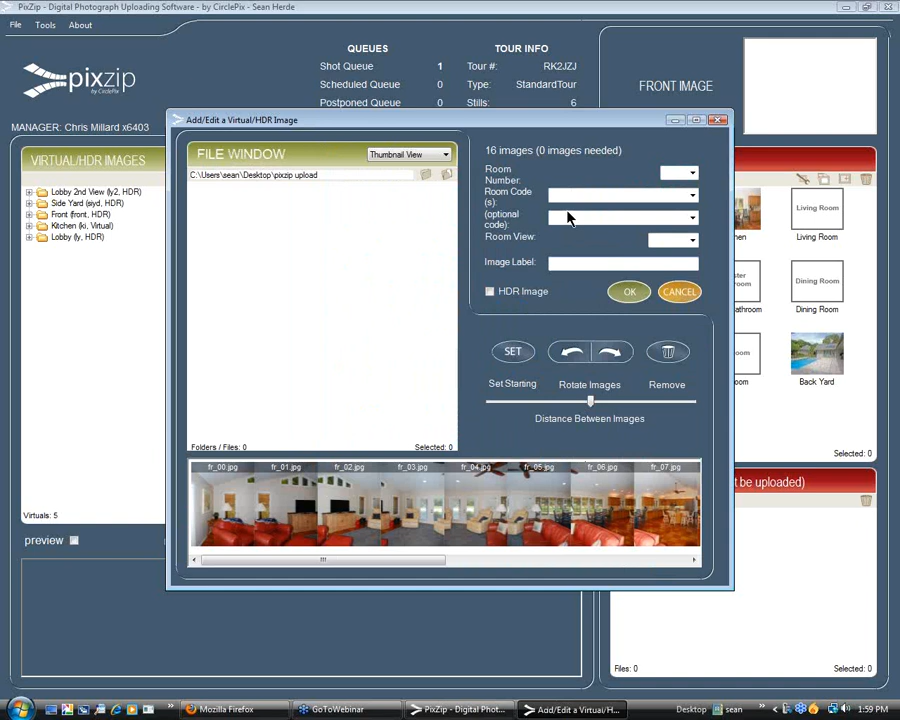 PixZip - Digital Photograph Uploading Software - by CirclePix - Sean Herde
File Tools About
QUEUES
TOUR INFO
Shot Queue 1
Tour #: RK2JZJ
Scheduled Queue 0
Type: StandardTour
Postponed Queue 0
Stills: 6
FRONT IMAGE
pixzip
by CirclePix
MANAGER: Chris Millard x6403
Add/Edit a Virtual/HDR Image
VIRTUAL/HDR IMAGES
Lobby 2nd View (ly2, HDR)
Side Yard (siyd, HDR)
Front (front, HDR)
Kitchen (ki, Virtual)
Lobby (ly, HDR)
Virtuals: 5
preview
FILE WINDOW
Thumbnail View
C:\Users\sean\Desktop\pixzip upload
Folders / Files: 0
Selected: 0
16 images (0 images needed)
Room Number:
Room Code (s):
(optional code):
Room View:
Image Label:
HDR Image
OK
CANCEL
SET
Set Starting
Rotate Images
Remove
Distance Between Images
fr_00.jpg fr_01.jpg fr_02.jpg fr_03.jpg fr_04.jpg fr_05.jpg fr_06.jpg fr_07.jpg
Living Room
Living Room
Dining Room
Dining Room
Back Yard
Selected: 0
t be uploaded)
Files: 0
Selected: 0
Mozilla Firefox
GoToWebinar
PixZip - Digital Phot...
Add/Edit a Virtual/H...
Desktop
sean
1:59 PM